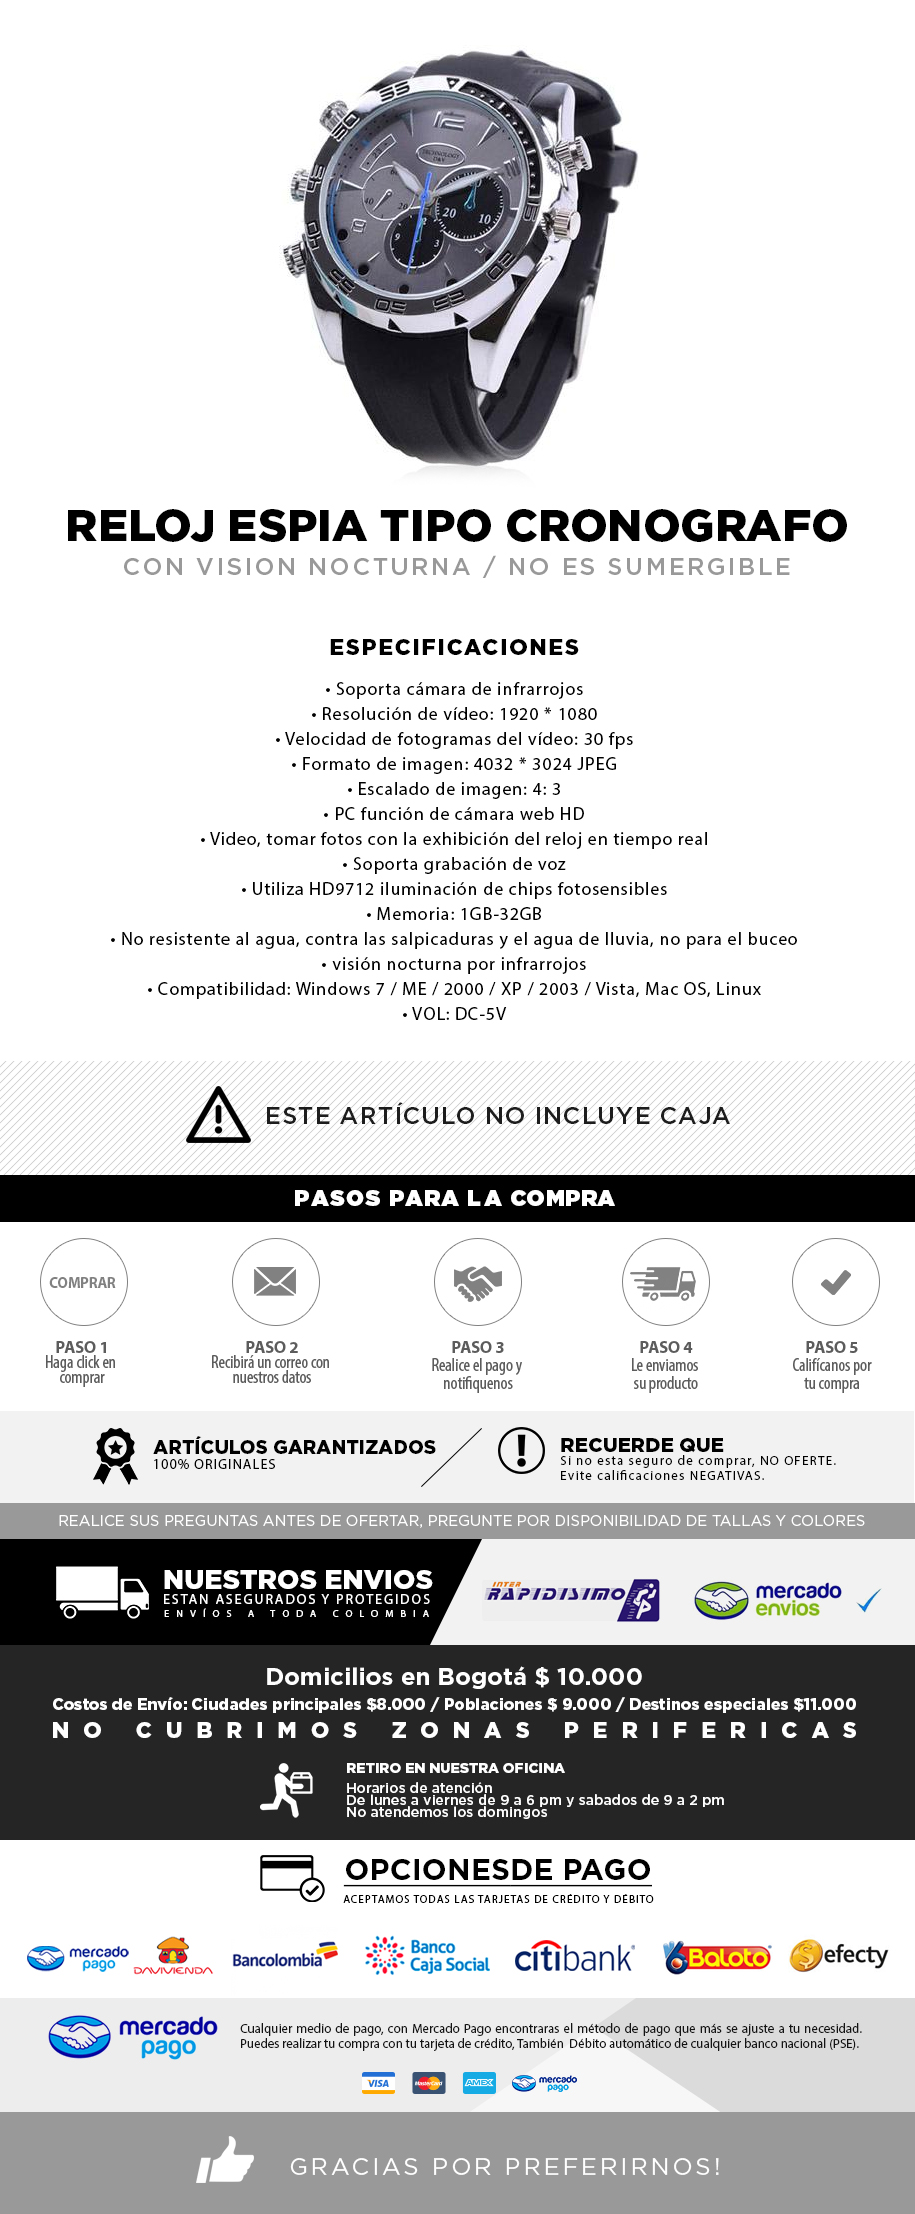 TECHNOLOGY
D&Y
RELOJ ESPIA TIPO CRONOGRAFO
CON VISION NOCTURNA / NO ES SUMERGIBLE
ESPECIFICACIONES
• Soporta cámara de infrarrojos
• Resolución de vídeo: 1920 * 1080
• Velocidad de fotogramas del vídeo: 30 fps
• Formato de imagen: 4032 * 3024 JPEG
• Escalado de imagen: 4: 3
• PC función de cámara web HD
• Video, tomar fotos con la exhibición del reloj en tiempo real
• Soporta grabación de voz
• Utiliza HD9712 iluminación de chips fotosensibles
• Memoria: 1GB-32GB
• No resistente al agua, contra las salpicaduras y el agua de lluvia, no para el buceo
• visión nocturna por infrarrojos
• Compatibilidad: Windows 7 / ME / 2000 / XP / 2003 / Vista, Mac OS, Linux
• VOL: DC-5V
ESTE ARTÍCULO NO INCLUYE CAJA
PASOS PARA LA COMPRA
COMPRAR
PASO 1
Haga click en
comprar
PASO 2
Recibirá un correo con
nuestros datos
PASO 3
Realice el pago y
notifiquenos
PASO 4
Le enviamos
su producto
PASO 5
Califícanos por
tu compra
ARTÍCULOS GARANTIZADOS
100% ORIGINALES
RECUERDE QUE
Si no esta seguro de comprar, NO OFERTE.
Evite calificaciones NEGATIVAS.
REALICE SUS PREGUNTAS ANTES DE OFERTAR, PREGUNTE POR DISPONIBILIDAD DE TALLAS Y COLORES
NUESTROS ENVIOS
ESTAN ASEGURADOS Y PROTEGIDOS
ENVÍOS A TODA COLOMBIA
INTER
RAPIDISIMO
mercado
envios
Domicilios en Bogotá $ 10.000
Costos de Envío: Ciudades principales $8.000 / Poblaciones $ 9.000 / Destinos especiales $11.000
NO CUBRIMOS ZONAS PERIFERICAS
RETIRO EN NUESTRA OFICINA
Horarios de atención
De lunes a viernes de 9 a 6 pm y sabados de 9 a 2 pm
No atendemos los domingos
OPCIONESDE PAGO
ACEPTAMOS TODAS LAS TARJETAS DE CRÉDITO Y DÉBITO
mercado
pago
DAVIVIENDA
Bancolombia
Banco
Caja Social
citibank
Baloto
$ efecty
mercado
pago
Cualquier medio de pago, con Mercado Pago encontraras el método de pago que más se ajuste a tu necesidad.
Puedes realizar tu compra con tu tarjeta de crédito, También Débito automático de cualquier banco nacional (PSE).
VISA
MasterCard
AMEX
mercado
pago
GRACIAS POR PREFERIRNOS!